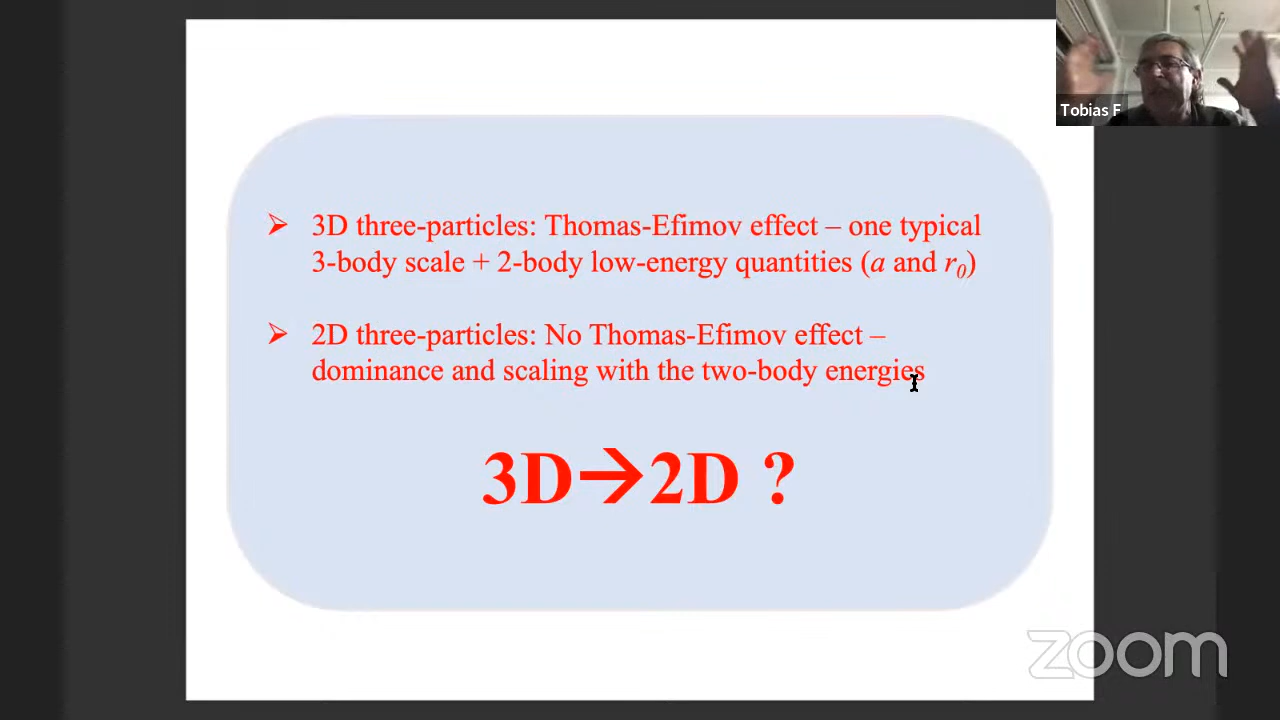 Tobias F
➢ 3D three-particles: Thomas-Efimov effect – one typical
3-body scale + 2-body low-energy quantities (a and r0)
➢ 2D three-particles: No Thomas-Efimov effect –
dominance and scaling with the two-body energies
3D→2D ?
zoom